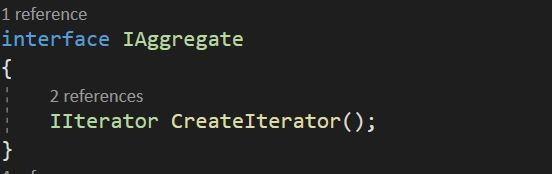 1 reference
interface IAggregate
{
2 references
IIterator CreateIterator();
}